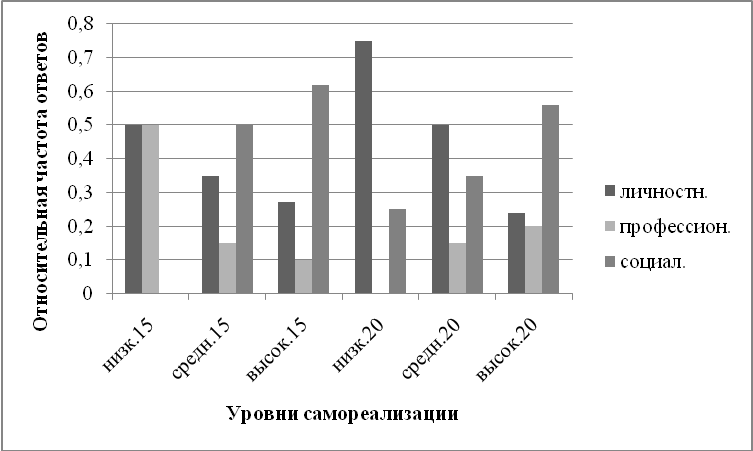 Относительная частота ответов
0,8
0,7
0,6
0,5
0,4
0,3
0,2
0,1
0
низк.15
средн.15
высок.15
низк.20
средн.20
высок.20
Уровни самореализации
личностн.
профессион.
социал.